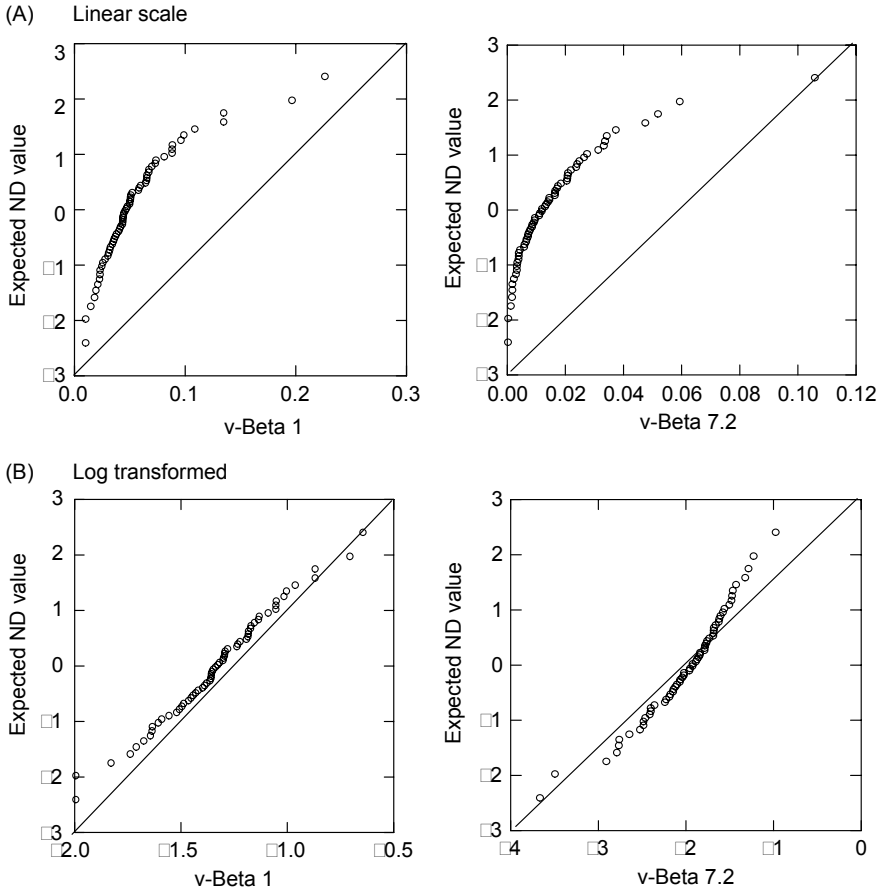 (A) Linear scale
3
2
1
0
□1
□2
□3
Expected ND value
0.0 0.1 0.2 0.3
v-Beta 1
3
2
1
0
□1
□2
□3
Expected ND value
0.00 0.02 0.04 0.06 0.08 0.10 0.12
v-Beta 7.2
(B) Log transformed
3
2
1
0
□1
□2
□3
Expected ND value
□2.0 □1.5 □1.0 □0.5
v-Beta 1
3
2
1
0
□1
□2
□3
Expected ND value
□4 □3 □2 □1 0
v-Beta 7.2